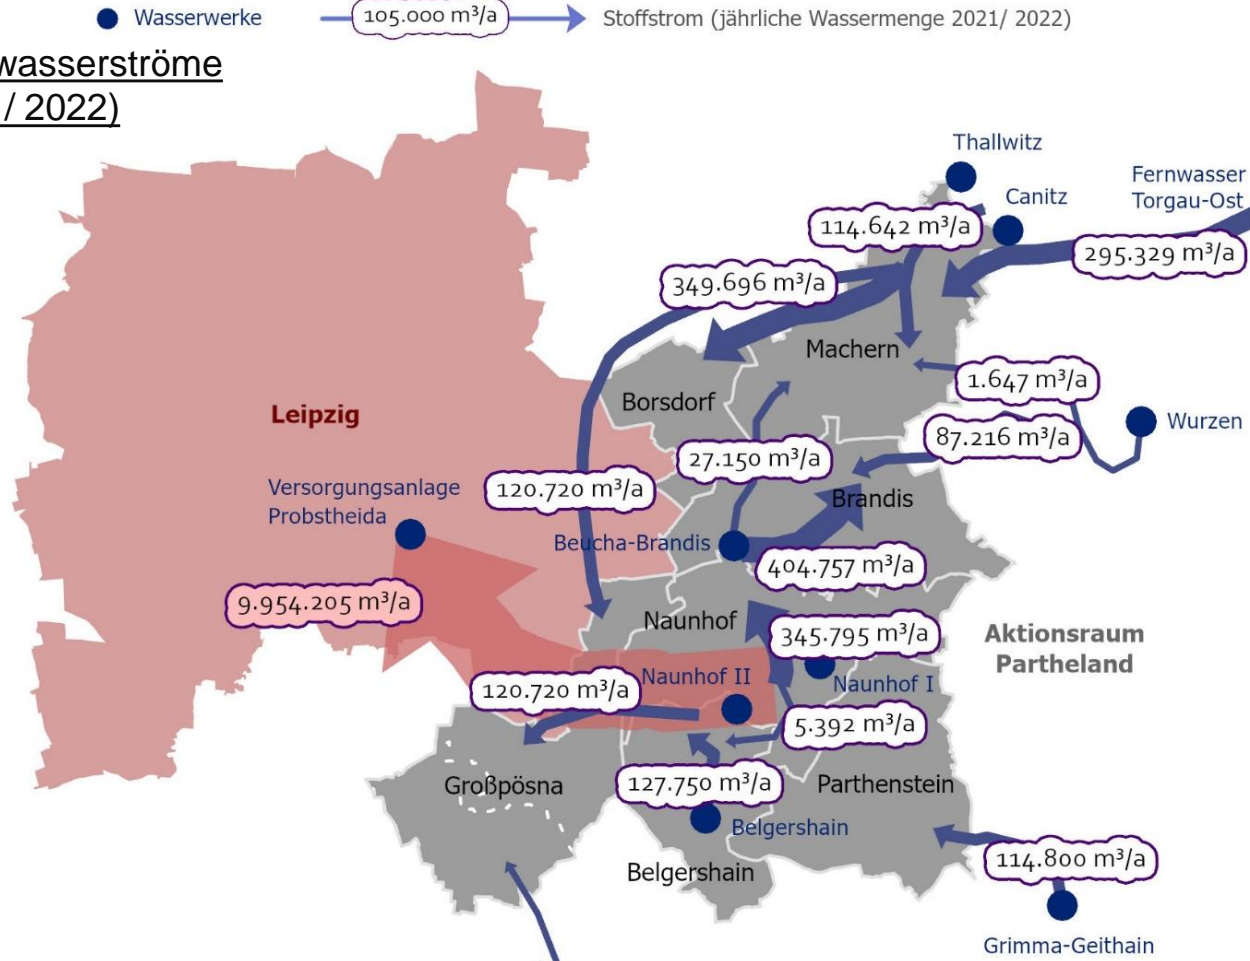 Wasserwerke
105.000 m³/a
Stoffstrom (jährliche Wassermenge 2021/ 2022)
wasserströme
/ 2022)
Thallwitz
Canitz
Fernwasser
Torgau-Ost
114.642 m³/a
295.329 m³/a
349.696 m³/a
Machern
1.647 m³/a
Borsdorf
Leipzig
Wurzen
87.216 m³/a
27.150 m³/a
Versorgungsanlage
Probstheida
120.720 m³/a
Brandis
Beucha-Brandis
404.757 m³/a
9.954.205 m³/a
Naunhof
345.795 m³/a
Aktionsraum
Partheland
Naunhof II
Naunhof I
120.720 m³/a
5.392 m³/a
Großpösna
127.750 m³/a
Parthenstein
Belgershain
Belgershain
114.800 m³/a
Grimma-Geithain